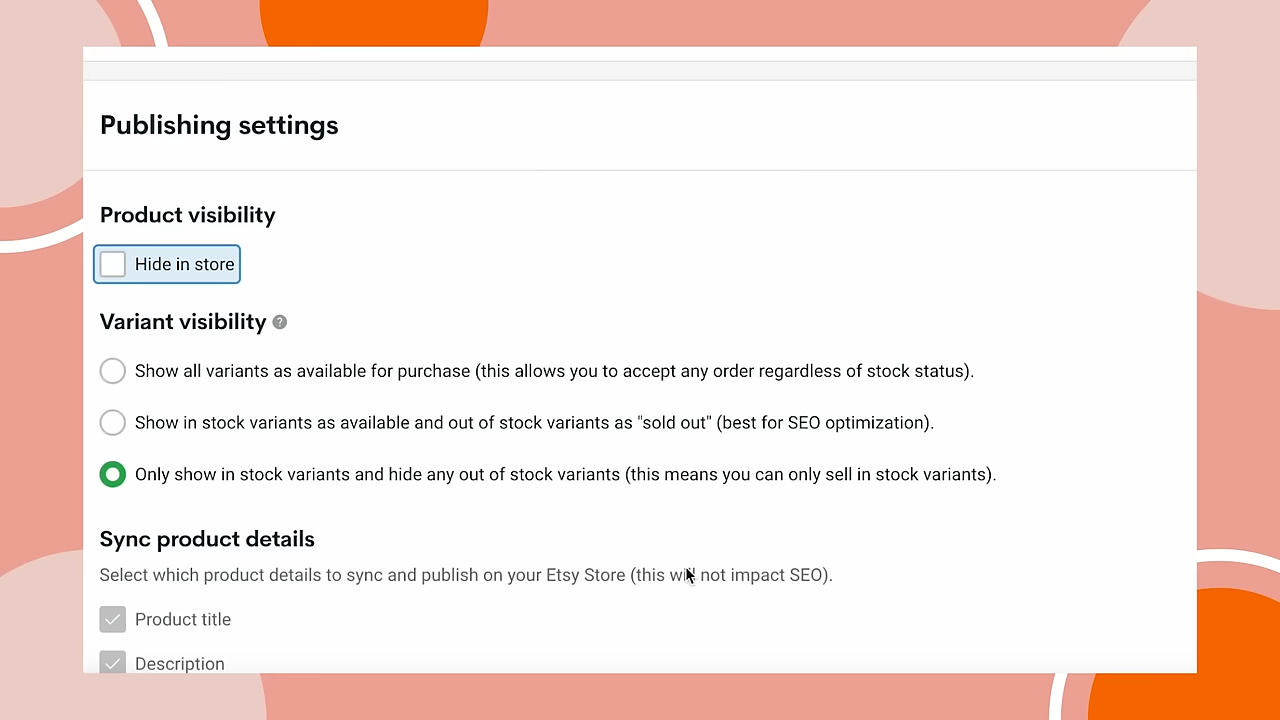 Publishing settings
Product visibility
Hide in store
Variant visibility ?
Show all variants as available for purchase (this allows you to accept any order regardless of stock status).
Show in stock variants as available and out of stock variants as "sold out" (best for SEO optimization).
Only show in stock variants and hide any out of stock variants (this means you can only sell in stock variants).
Sync product details
Select which product details to sync and publish on your Etsy Store (this will not impact SEO).
Product title
Description